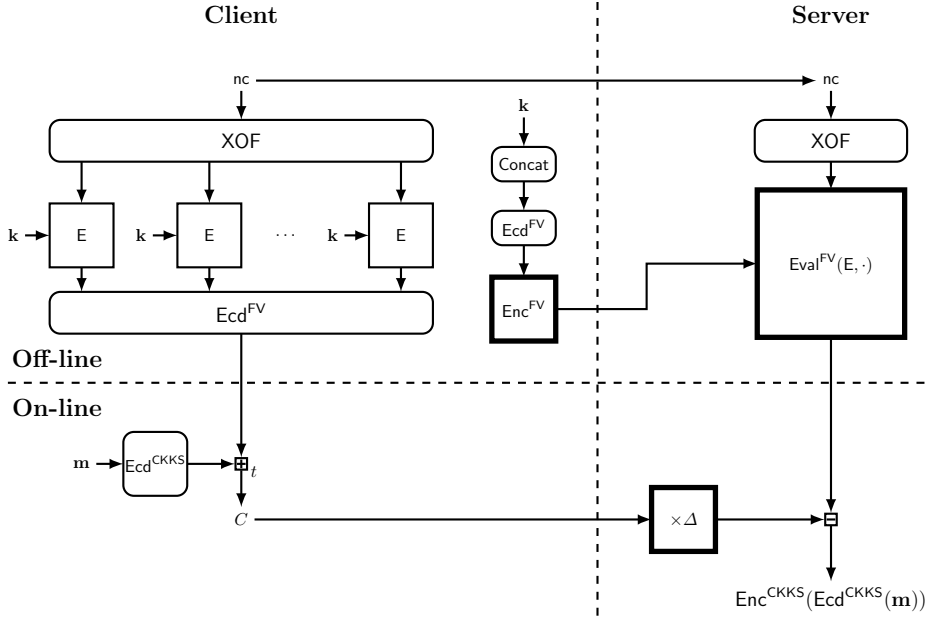 Client Server
nc nc
k
XOF XOF
Concat
k E k E ··· k E
Ecd^FV
Eval^FV(E, ·)
Ecd^FV
Enc^FV
Off-line
On-line
m Ecd^CKKS + t
C ×Δ −
Enc^CKKS(Ecd^CKKS(m))